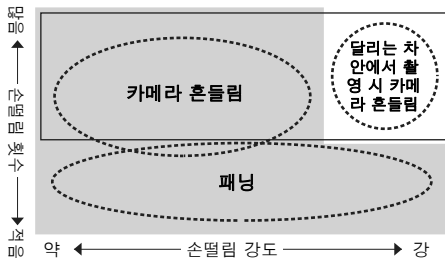 많음
손떨림 횟수
적음
카메라 흔들림
달리는 차
안에서 촬
영 시 카메
라 흔들림
패닝
약
손떨림 강도
강